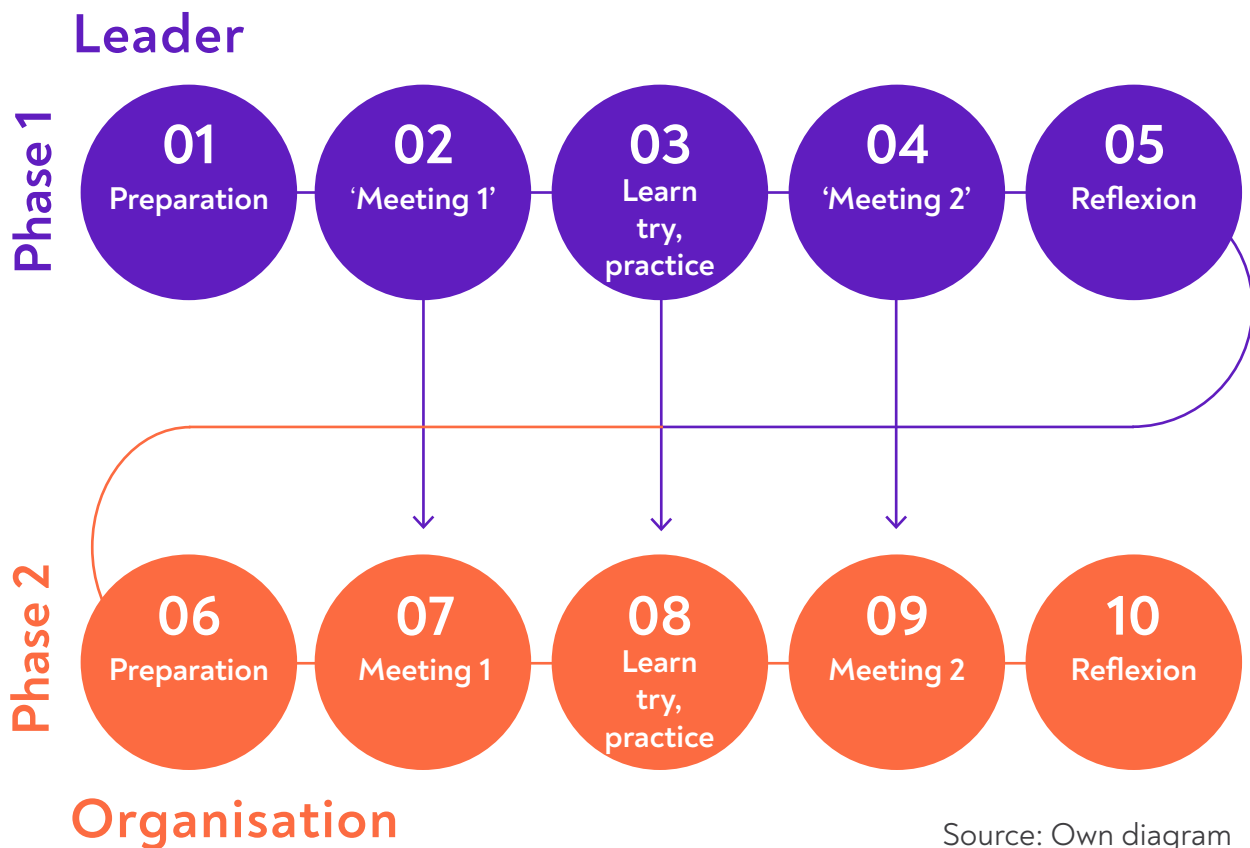 Leader
Phase 1
01
Preparation
02
‘Meeting 1’
03
Learn
try,
practice
04
‘Meeting 2’
05
Reflexion
Phase 2
06
Preparation
07
Meeting 1
08
Learn
try,
practice
09
Meeting 2
10
Reflexion
Organisation
Source: Own diagram